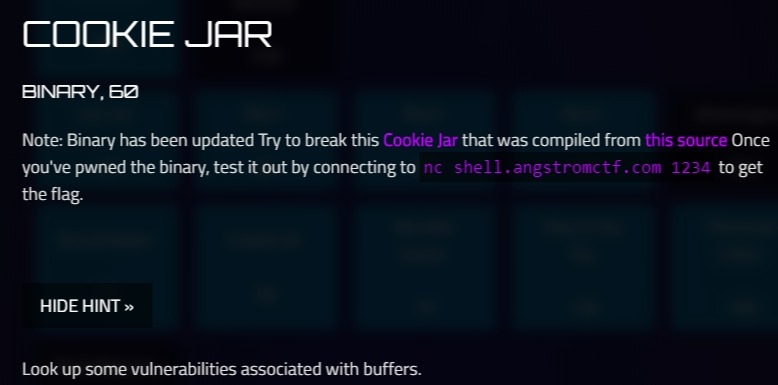 COOKIE JAR
BINARY, 60
Note: Binary has been updated Try to break this Cookie Jar that was compiled from this source Once
you've pwned the binary, test it out by connecting to nc shell.angstromctf.com 1234 to get
the flag.
HIDE HINT »
Look up some vulnerabilities associated with buffers.